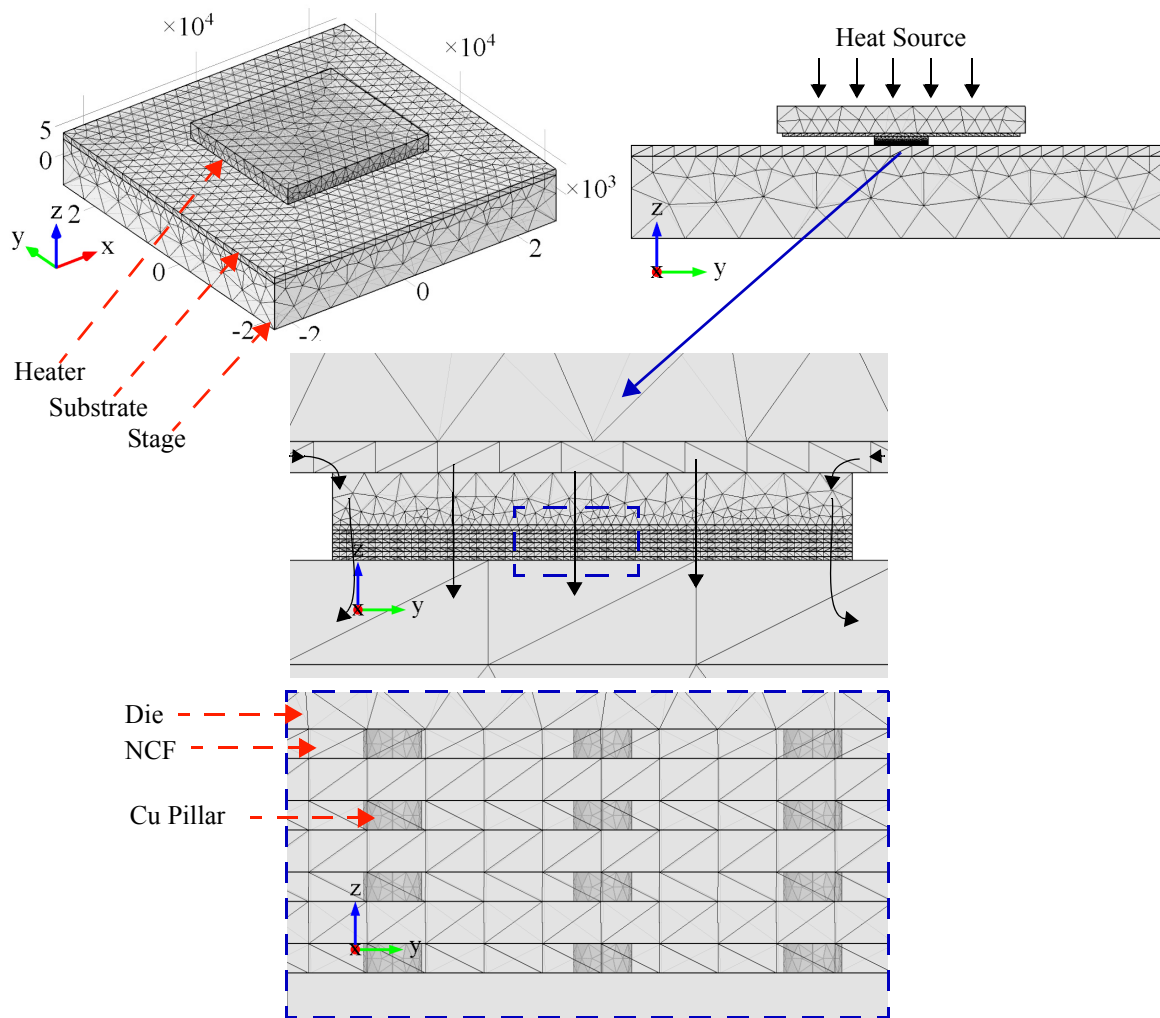 ×10⁴
×10⁴
5
0
×10³
z
2
y
x
0
-2
-2
0
2
Heater
Substrate
Stage
Heat Source
z
x
y
z
x
y
Die
NCF
Cu Pillar
z
x
y